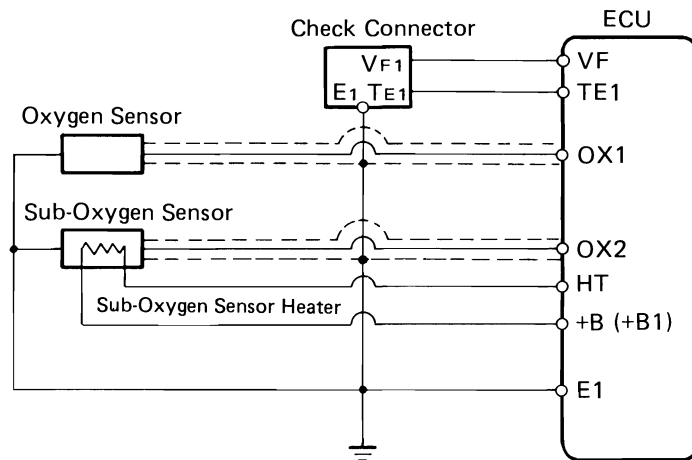 ECU
Check Connector
VF1
E1 TE1
VF
TE1
Oxygen Sensor
OX1
Sub-Oxygen Sensor
OX2
HT
Sub-Oxygen Sensor Heater
+B (+B1)
E1